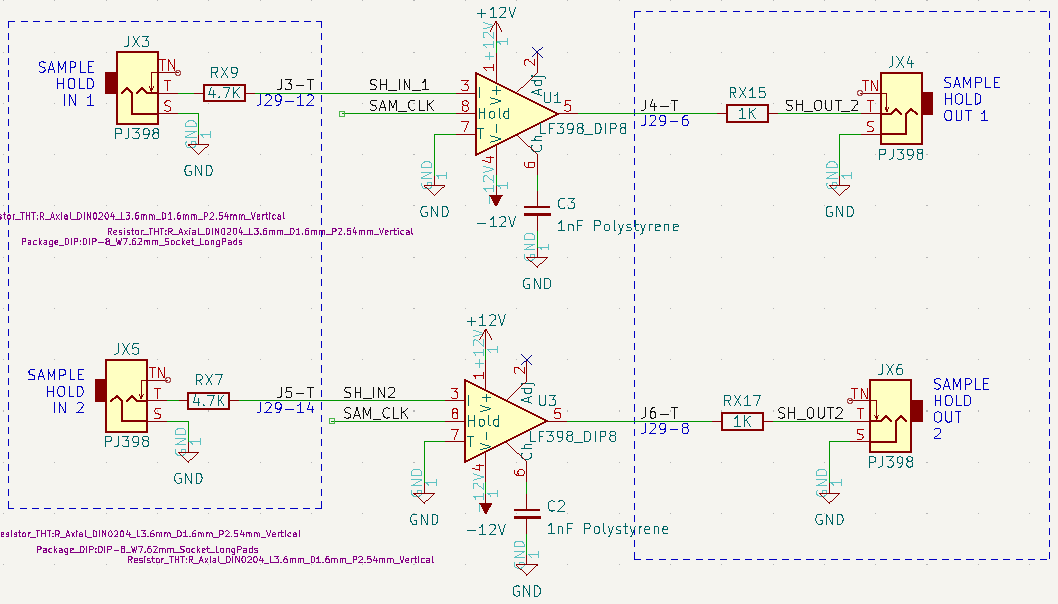 +12V
+12V
1
JX3
SAMPLE
HOLD
IN 1
TN
T
S
PJ398
GND
1
GND
RX9
4.7K
J3-T
J29-12
SH_IN_1
SAM_CLK
3
8
7
I
Hold
T
V+
V-
1
2
Adj
U1
5
LF398_DIP8
Ch
6
4
12V
1
-12V
GND
1
GND
C3
1nF Polystyrene
GND
1
GND
J4-T
J29-6
RX15
1K
SH_OUT_2
JX4
TN
T
S
PJ398
SAMPLE
HOLD
OUT 1
GND
1
GND
stor_THT:R_Axial_DIN0204_L3.6mm_D1.6mm_P2.54mm_Vertical
Resistor_THT:R_Axial_DIN0204_L3.6mm_D1.6mm_P2.54mm_Vertical
Package_DIP:DIP-8_W7.62mm_Socket_LongPads
+12V
+12V
1
JX5
SAMPLE
HOLD
IN 2
TN
T
S
PJ398
GND
1
GND
RX7
4.7K
J5-T
J29-14
SH_IN2
SAM_CLK
3
8
7
I
Hold
T
V+
V-
1
2
Adj
U3
5
LF398_DIP8
Ch
6
4
12V
1
-12V
GND
1
GND
C2
1nF Polystyrene
GND
1
GND
J6-T
J29-8
RX17
1K
SH_OUT2
JX6
TN
T
S
PJ398
SAMPLE
HOLD
OUT
2
GND
1
GND
esistor_THT:R_Axial_DIN0204_L3.6mm_D1.6mm_P2.54mm_Vertical
Package_DIP:DIP-8_W7.62mm_Socket_LongPads
Resistor_THT:R_Axial_DIN0204_L3.6mm_D1.6mm_P2.54mm_Vertical